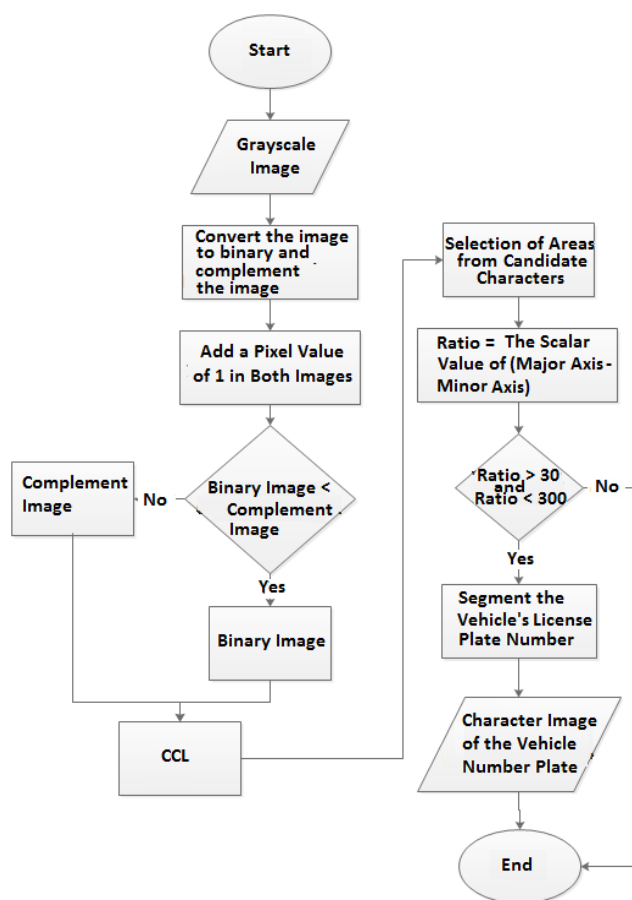 Start
Grayscale
Image
Convert the image
to binary and
complement
the image
Add a Pixel Value
of 1 in Both Images
Binary Image <
Complement
Image
No
Complement
Image
Yes
Binary Image
CCL
Selection of Areas
from Candidate
Characters
Ratio = The Scalar
Value of (Major Axis-
Minor Axis)
Ratio > 30
and
Ratio < 300
No
Yes
Segment the
Vehicle's License
Plate Number
Character Image
of the Vehicle
Number Plate
End